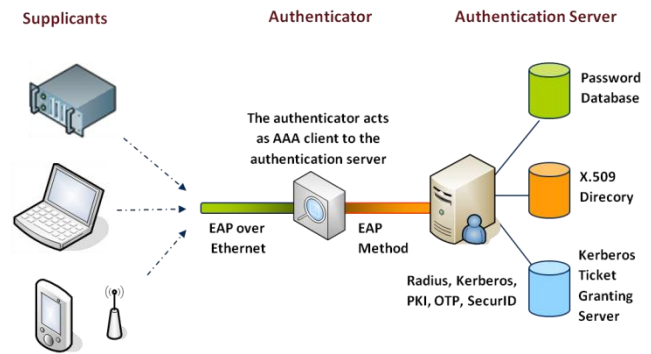 Supplicants
Authenticator
Authentication Server
The authenticator acts
as AAA client to the
authentication server
EAP over
Ethernet
EAP
Method
Radius, Kerberos,
PKI, OTP, SecurID
Password
Database
X.509
Direcory
Kerberos
Ticket
Granting
Server